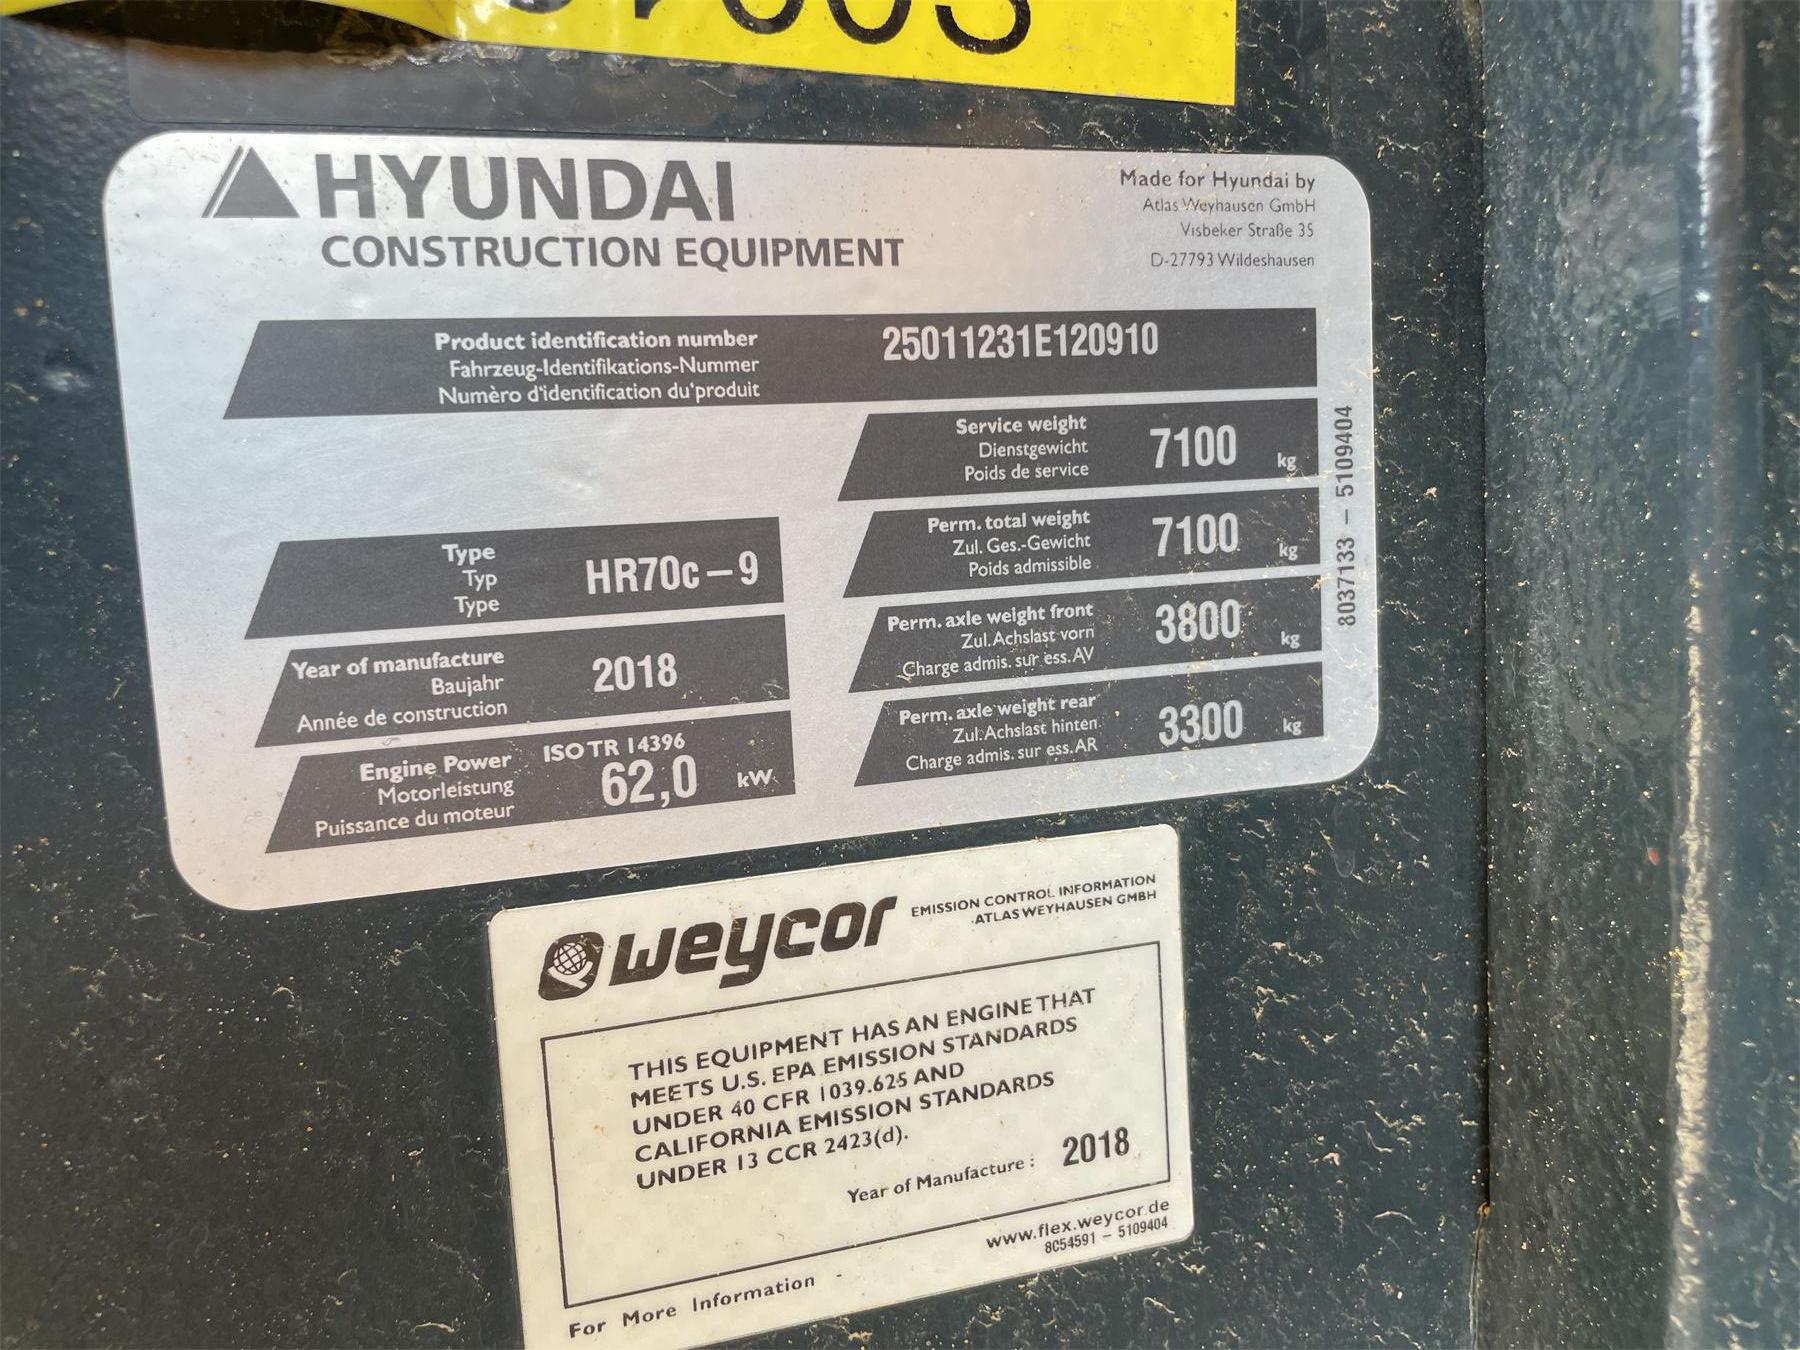 HYUNDAI
CONSTRUCTION EQUIPMENT
Made for Hyundai by
Atlas Weyhausen GmbH
Visbeker Straße 35
D-27793 Wildeshausen
Product identification number
Fahrzeug-Identifikations-Nummer
Numèro d'identification du'produit
25011231E120910
Service weight
Dienstgewicht
Poids de service
7100 kg
Perm. total weight
Zul. Ges.-Gewicht
Poids admissible
7100 kg
Perm. axle weight front
Zul. Achslast vorn
Charge admis. sur ess. AV
3800 kg
Perm. axle weight rear
Zul. Achslast hinten
Charge admis. sur ess. AR
3300 kg
8037133 – 5109404
Type
Typ
Type
HR70c – 9
Year of manufacture
Baujahr
Année de construction
2018
Engine Power
Motorleistung
Puissance du moteur
ISO TR 14396
62,0 kW
weycor
EMISSION CONTROL INFORMATION
ATLAS WEYHAUSEN GMBH
THIS EQUIPMENT HAS AN ENGINE THAT
MEETS U.S. EPA EMISSION STANDARDS
UNDER 40 CFR 1039.625 AND
CALIFORNIA EMISSION STANDARDS
UNDER 13 CCR 2423(d).
Year of Manufacture : 2018
www.flex.weycor.de
8C54591 – 5109404
For More Information -